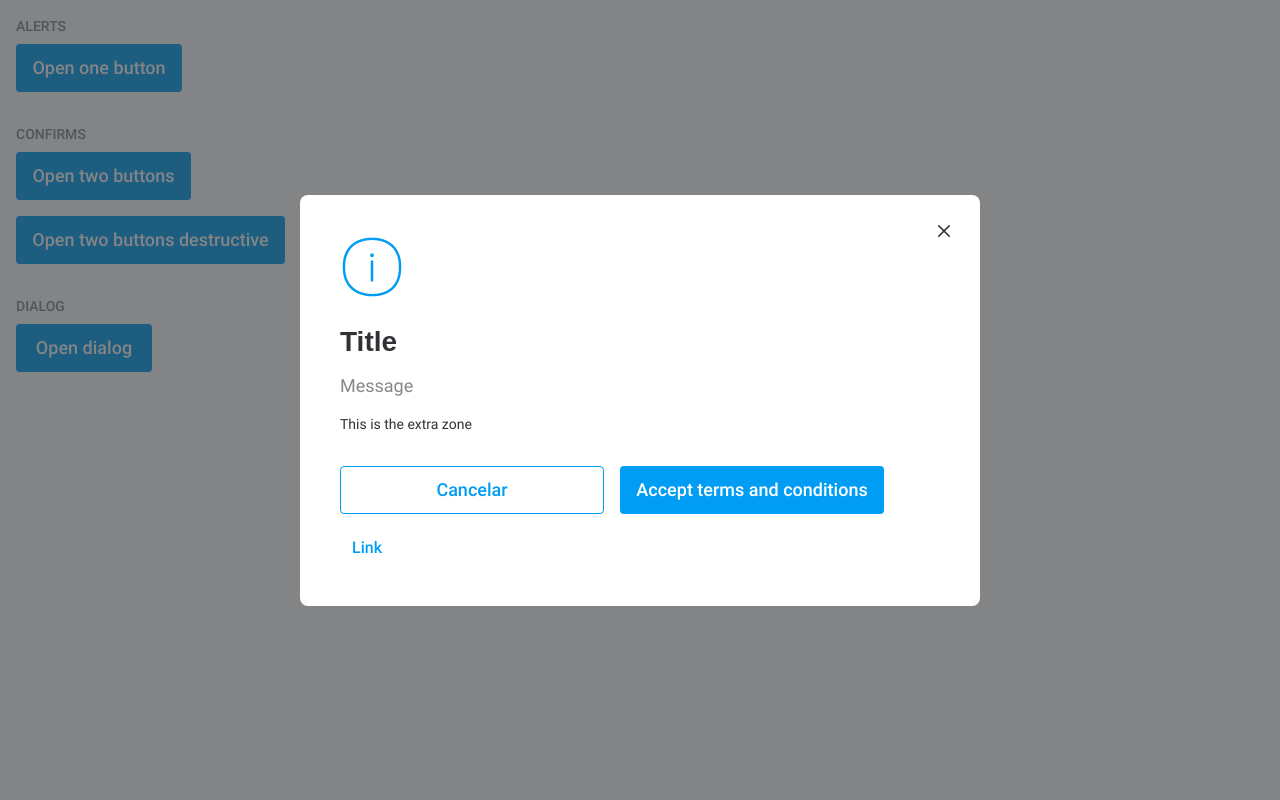 ALERTS
Open one button
CONFIRMS
Open two buttons
Open two buttons destructive
DIALOG
Open dialog
Title
Message
This is the extra zone
Cancelar
Accept terms and conditions
Link